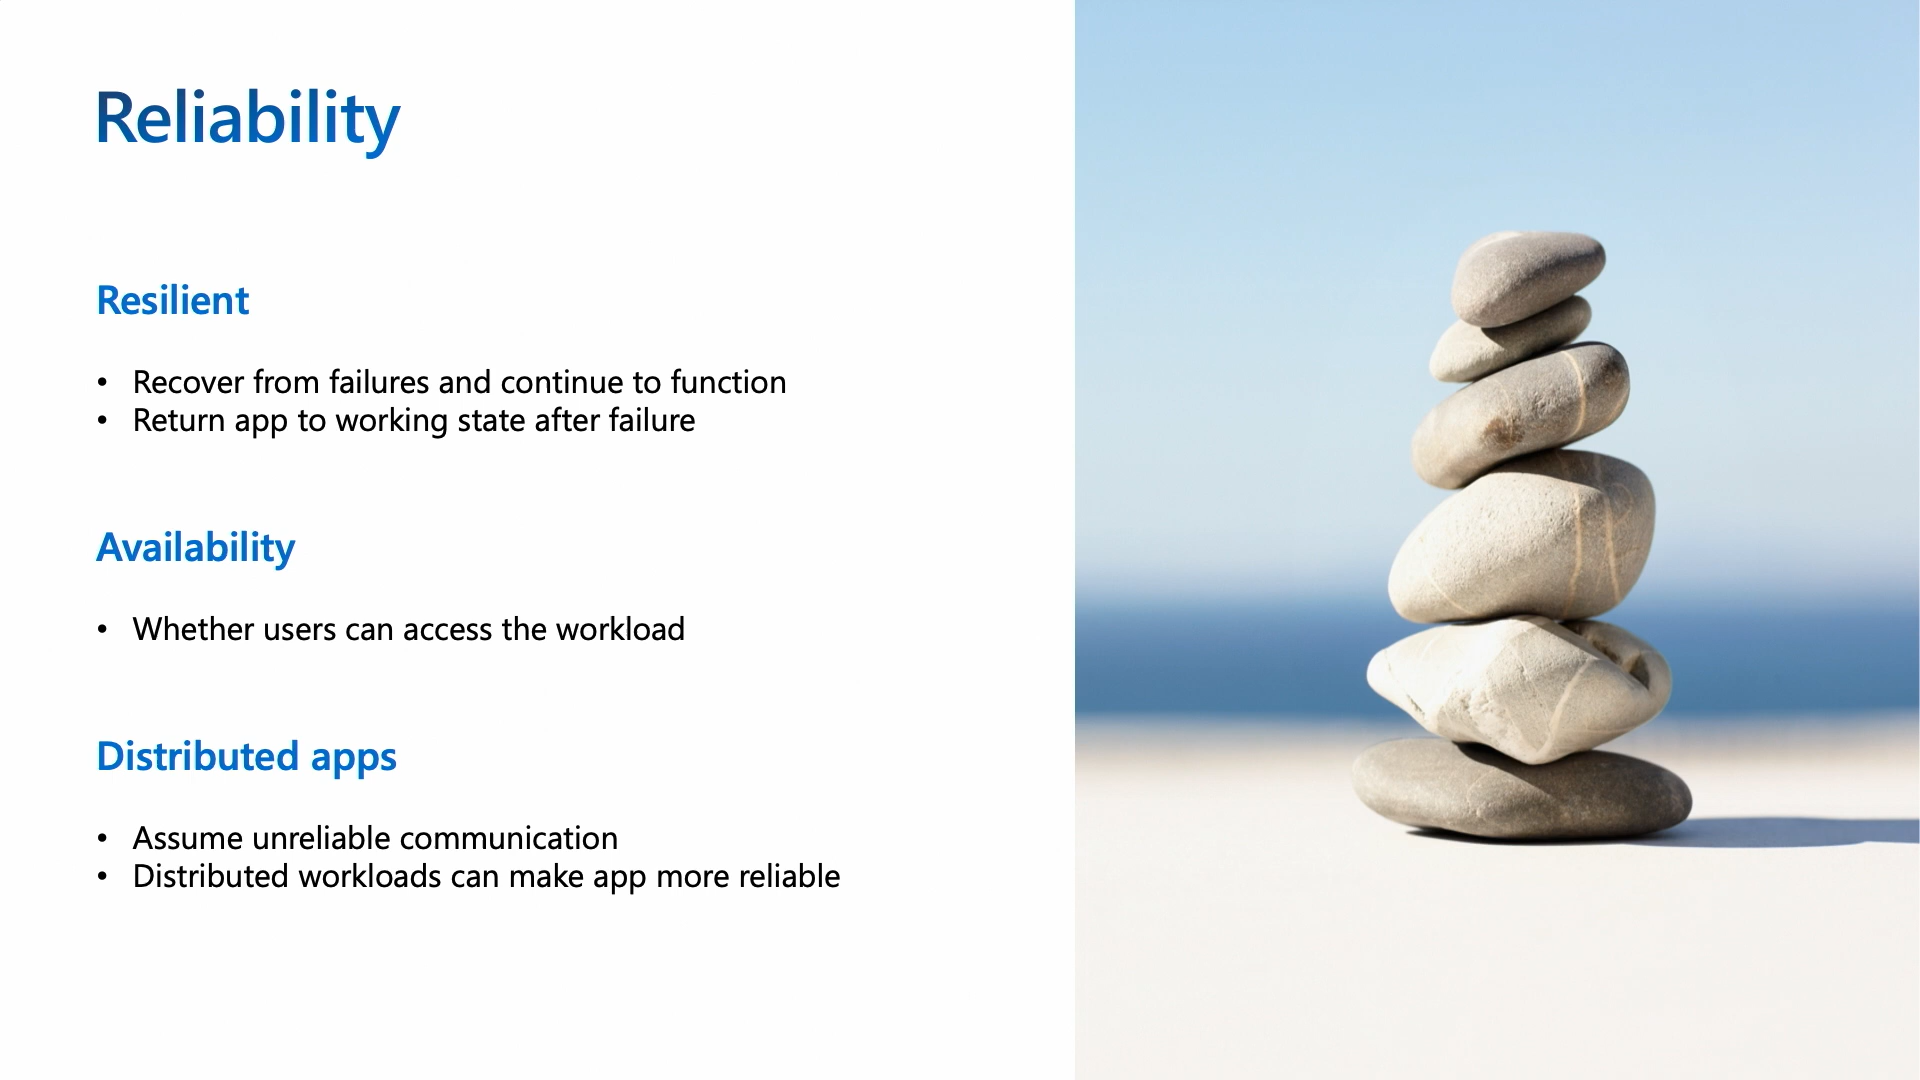 Reliability
Resilient
• Recover from failures and continue to function
• Return app to working state after failure
Availability
• Whether users can access the workload
Distributed apps
• Assume unreliable communication
• Distributed workloads can make app more reliable